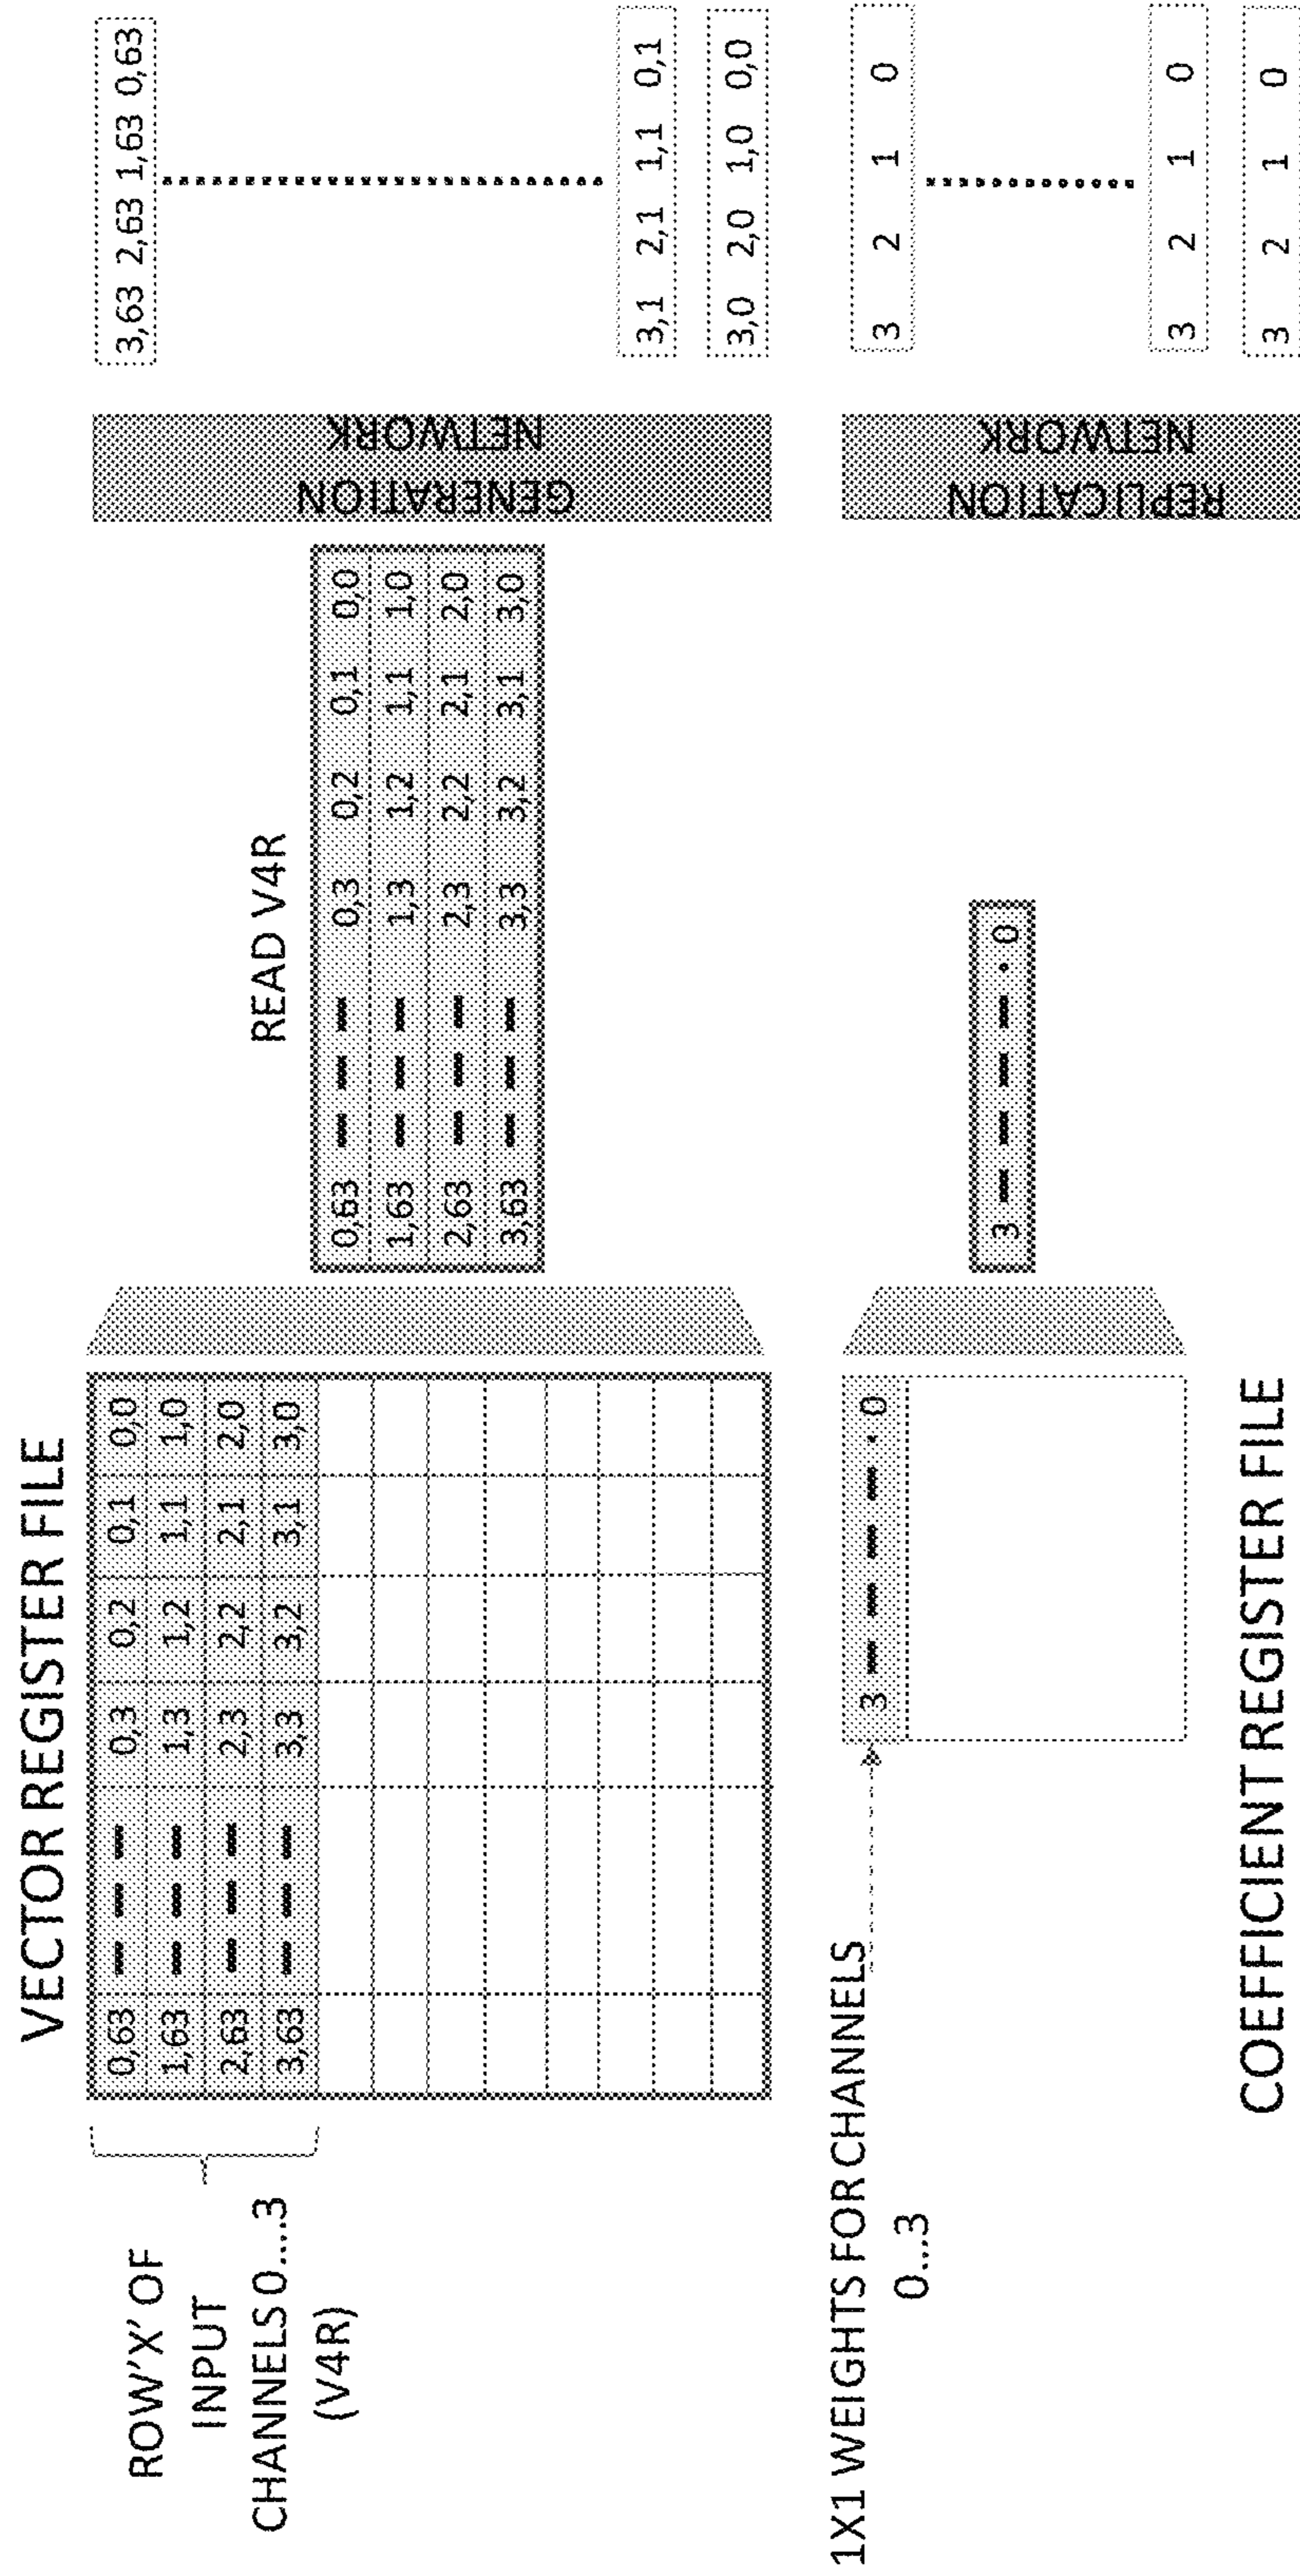 VECTOR REGISTER FILE
ROW'X' OF
INPUT
CHANNELS 0....3
(V4R)
0,63 0,3 0,2 0,1 0,0
1,63 1,3 1,2 1,1 1,0
2,63 2,3 2,2 2,1 2,0
3,63 3,3 3,2 3,1 3,0
READ V4R
0,63 0,3 0,2 0,1 0,0
1,63 1,3 1,2 1,1 1,0
2,63 2,3 2,2 2,1 2,0
3,63 3,3 3,2 3,1 3,0
GENERATION
NETWORK
3,63 2,63 1,63 0,63
3,1 2,1 1,1 0,1
3,0 2,0 1,0 0,0
1X1 WEIGHTS FOR CHANNELS
0...3
3 0
3 0
REPLICATION
NETWORK
3 2 1 0
3 2 1 0
3 2 1 0
COEFFICIENT REGISTER FILE